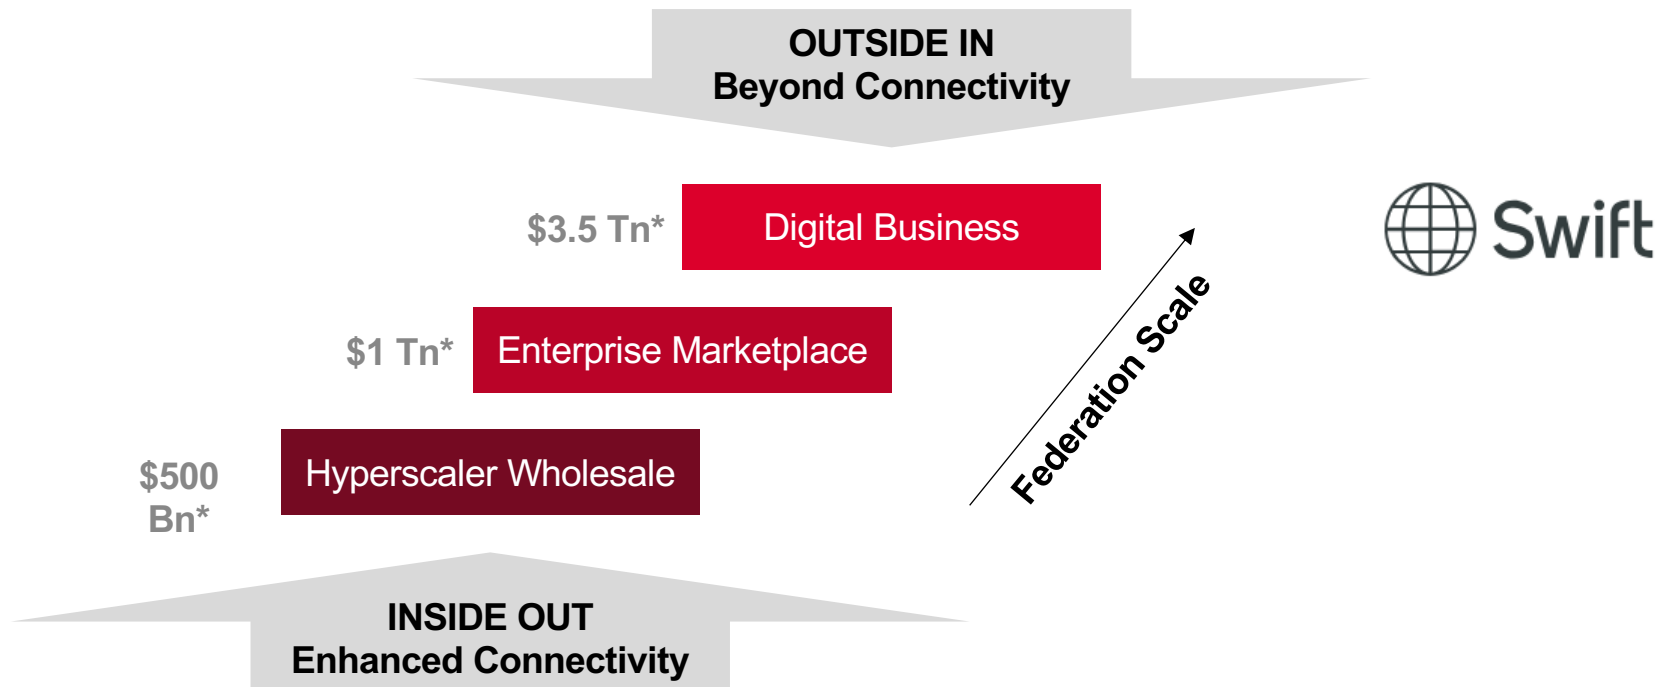 OUTSIDE IN
Beyond Connectivity
$3.5 Tn*
Digital Business
Swift
$1 Tn*
Enterprise Marketplace
Federation Scale
$500
Bn*
Hyperscaler Wholesale
INSIDE OUT
Enhanced Connectivity